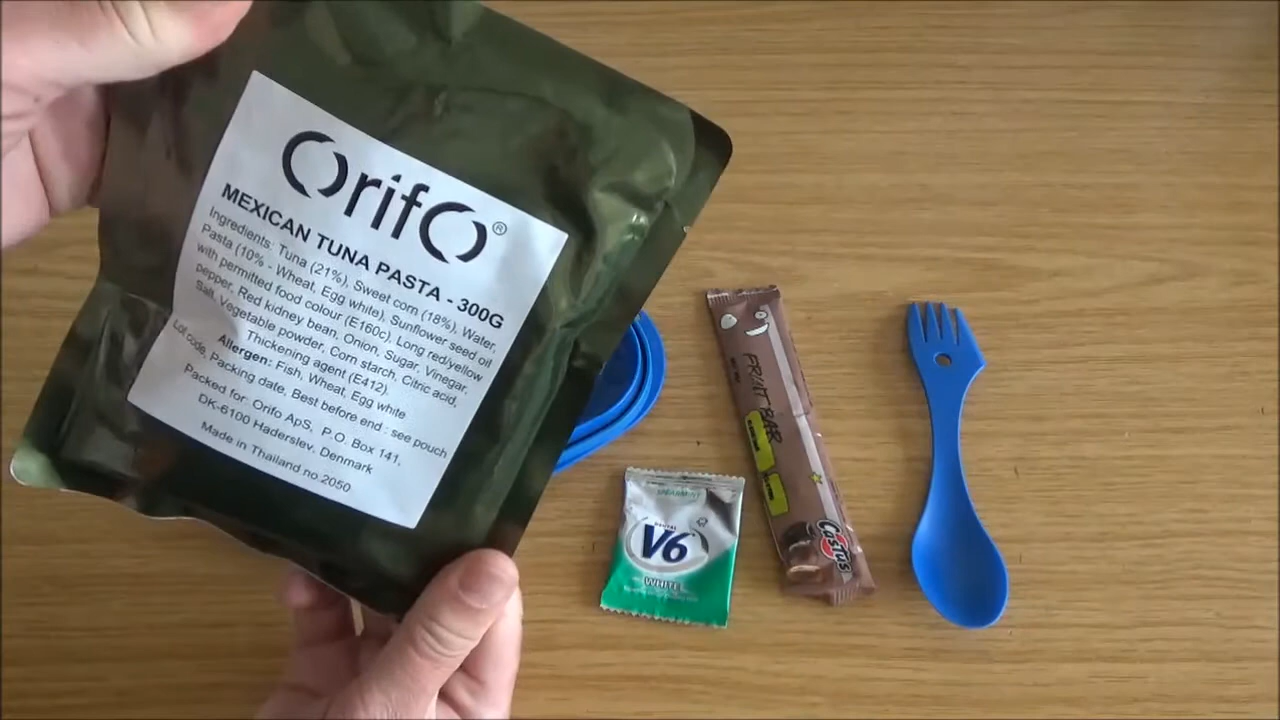 OrifO®
MEXICAN TUNA PASTA - 300G
Ingredients: Tuna (21%), Sweet corn (18%), Water,
Pasta (10% - Wheat, Egg white), Sunflower seed oil
with permitted food colour (E160c), Long red/yellow
pepper, Red kidney bean, Onion, Sugar, Vinegar,
Salt, Vegetable powder, Corn starch, Citric acid,
Thickening agent (E412).
Allergen: Fish, Wheat, Egg white
Lot code, Packing date, Best before end : see pouch
Packed for: Orifo ApS, P.O. Box 141,
DK-6100 Haderslev, Denmark
Made in Thailand no.2050
SPEARMINT
DENTAL
V6
WHITE
FRUIT BAR
Castus